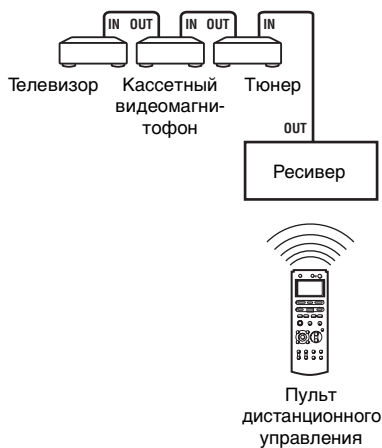 IN OUT IN OUT IN
Телевизор Кассетный Тюнер
видеомагни-
тофон
OUT
Ресивер
Пульт
дистанционного
управления